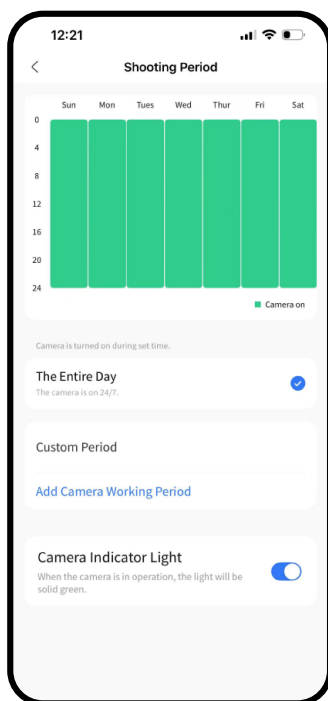 12:21
Shooting Period
Sun Mon Tues Wed Thur Fri Sat
0
4
8
12
16
20
24
Camera on
Camera is turned on during set time.
The Entire Day
The camera is on 24/7.
Custom Period
Add Camera Working Period
Camera Indicator Light
When the camera is in operation, the light will be
solid green.